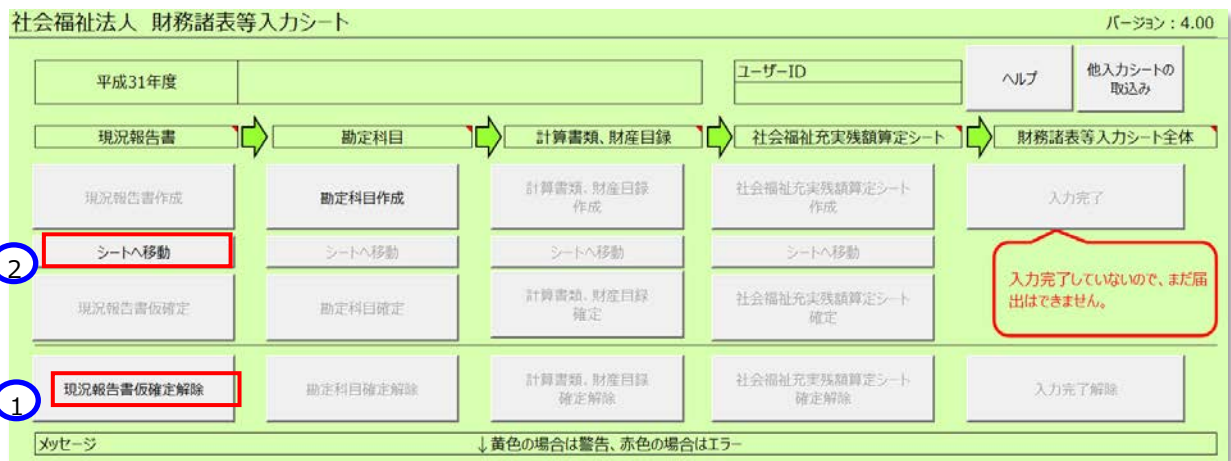 社会福祉法人 財務諸表等入力シート
バージョン：4.00
平成31年度
ユーザーID
ヘルプ
他入力シートの
取込み
現況報告書
勘定科目
計算書類、財産目録
社会福祉充実残額算定シート
財務諸表等入力シート全体
現況報告書作成
勘定科目作成
計算書類、財産目録
作成
社会福祉充実残額算定シート
作成
入力完了
2
シートへ移動
シートへ移動
シートへ移動
シートへ移動
入力完了していないので、まだ届
出はできません。
現況報告書仮確定
勘定科目確定
計算書類、財産目録
確定
社会福祉充実残額算定シート
確定
1
現況報告書仮確定解除
勘定科目確定解除
計算書類、財産目録
確定解除
社会福祉充実残額算定シート
確定解除
入力完了解除
メッセージ
↓黄色の場合は警告、赤色の場合はエラー